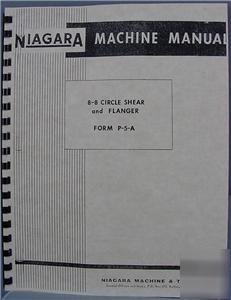 NIAGARA MACHINE MANUAL
8-8 CIRCLE SHEAR
and FLANGER
FORM P-5-A
NIAGARA MACHINE & T